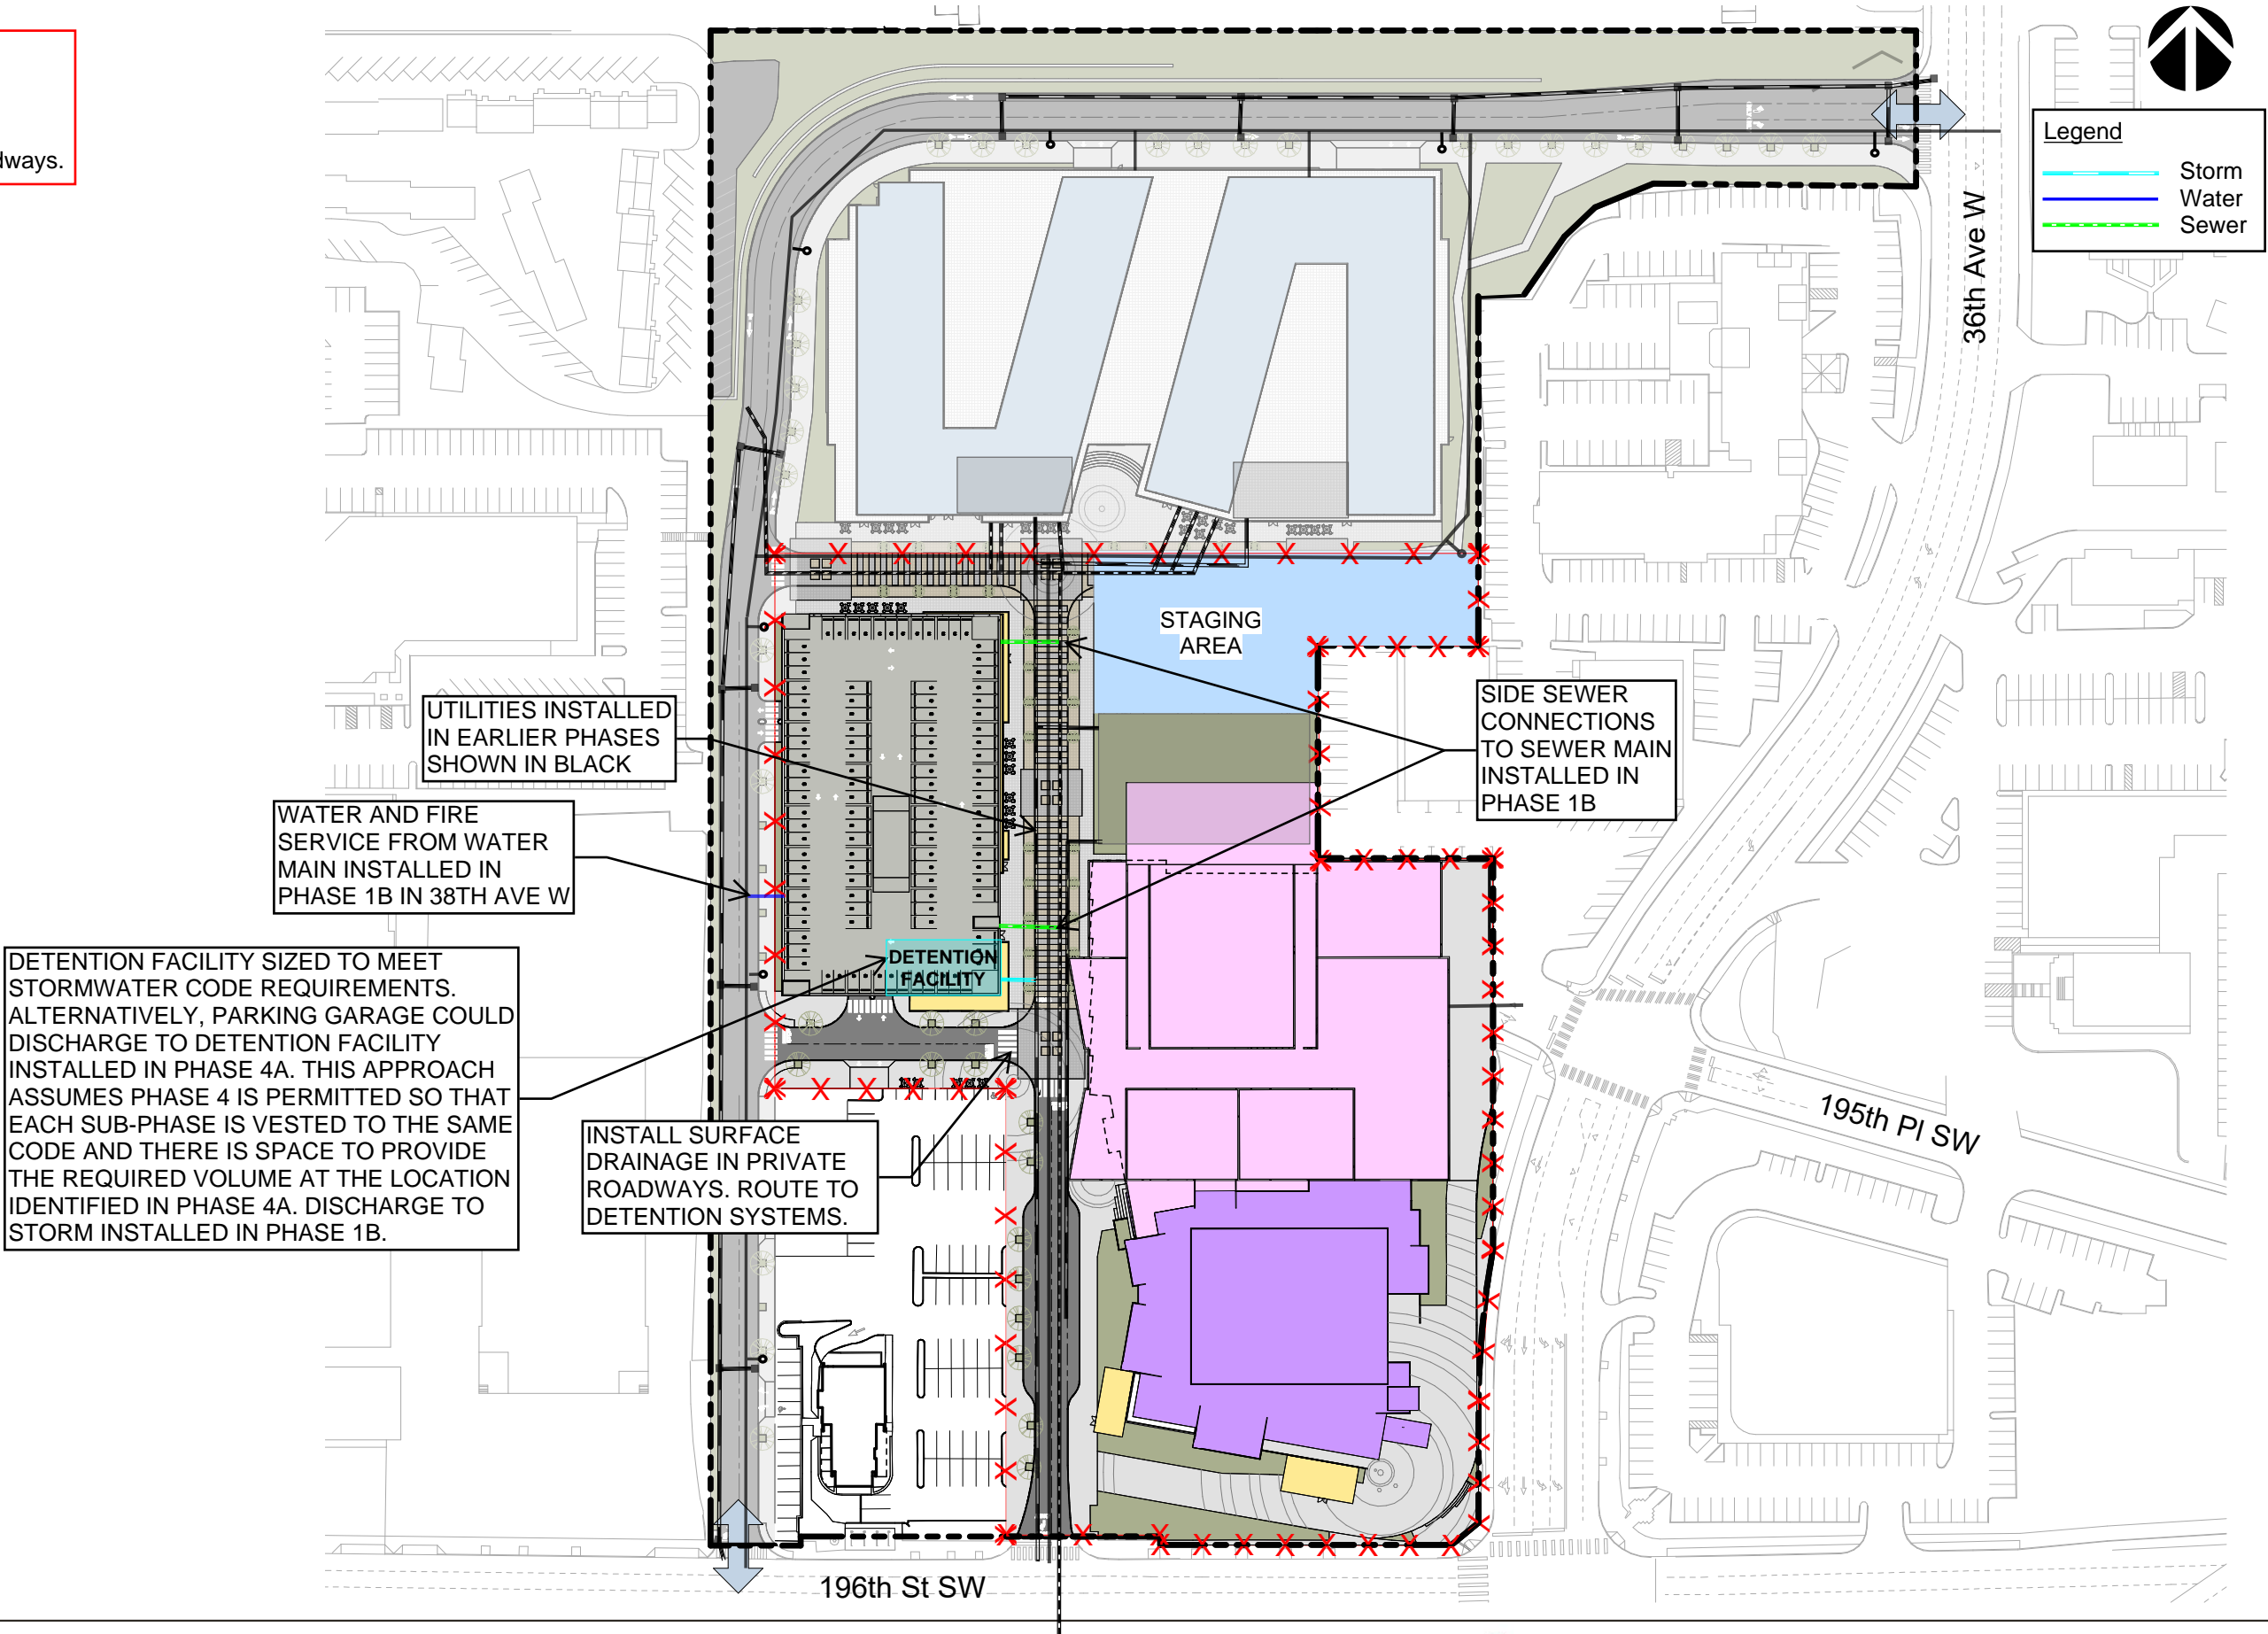 dways.
Legend
Storm
Water
Sewer
36th Ave W
STAGING
AREA
UTILITIES INSTALLED
IN EARLIER PHASES
SHOWN IN BLACK
SIDE SEWER
CONNECTIONS
TO SEWER MAIN
INSTALLED IN
PHASE 1B
WATER AND FIRE
SERVICE FROM WATER
MAIN INSTALLED IN
PHASE 1B IN 38TH AVE W
DETENTION FACILITY SIZED TO MEET
STORMWATER CODE REQUIREMENTS.
ALTERNATIVELY, PARKING GARAGE COULD
DISCHARGE TO DETENTION FACILITY
INSTALLED IN PHASE 4A. THIS APPROACH
ASSUMES PHASE 4 IS PERMITTED SO THAT
EACH SUB-PHASE IS VESTED TO THE SAME
CODE AND THERE IS SPACE TO PROVIDE
THE REQUIRED VOLUME AT THE LOCATION
IDENTIFIED IN PHASE 4A. DISCHARGE TO
STORM INSTALLED IN PHASE 1B.
DETENTION
FACILITY
INSTALL SURFACE
DRAINAGE IN PRIVATE
ROADWAYS. ROUTE TO
DETENTION SYSTEMS.
195th Pl SW
196th St SW